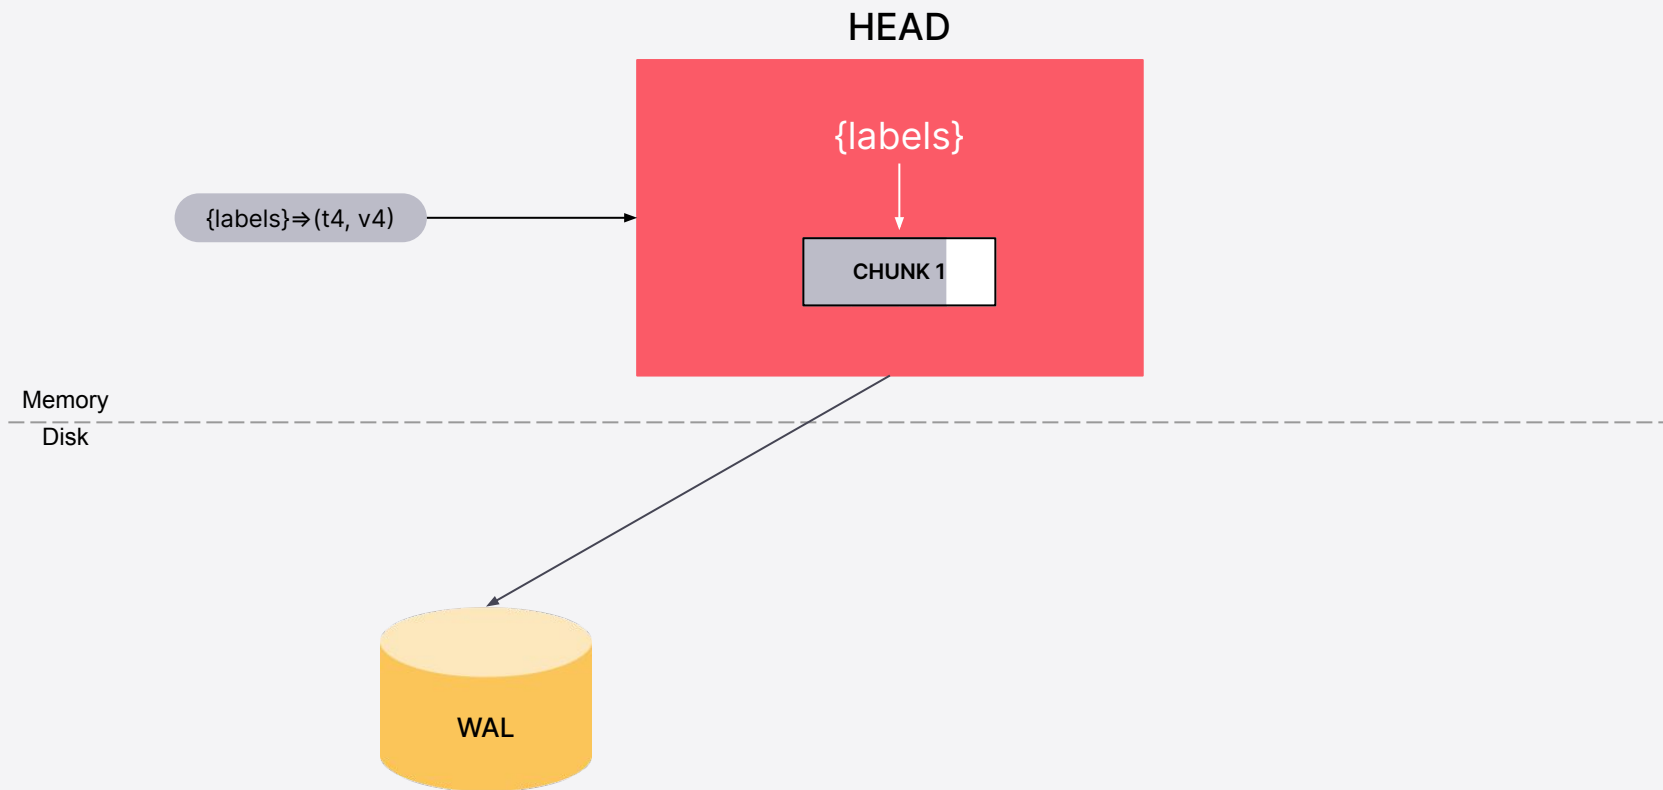 HEAD
{labels}
{labels}⇒(t4, v4)
CHUNK 1
Memory
Disk
WAL